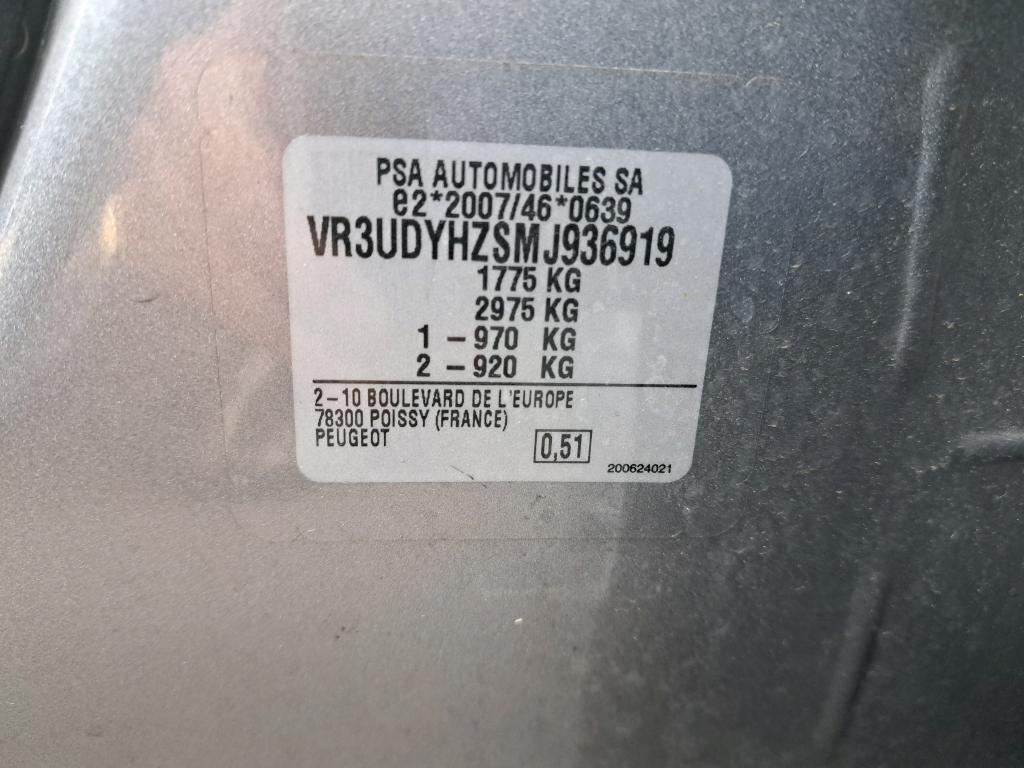 PSA AUTOMOBILES SA
e2*2007/46*0639
VR3UDYHZSMJ936919
1775 KG
2975 KG
1 – 970 KG
2 – 920 KG
2–10 BOULEVARD DE L'EUROPE
78300 POISSY (FRANCE)
PEUGEOT
0,51
200624021